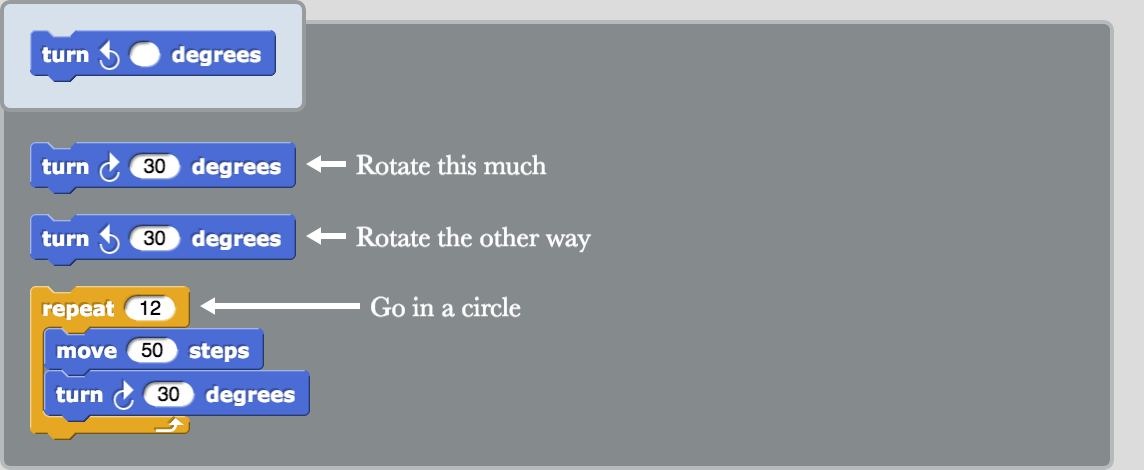 turn degrees
turn 30 degrees Rotate this much
turn 30 degrees Rotate the other way
repeat 12 Go in a circle
move 50 steps
turn 30 degrees